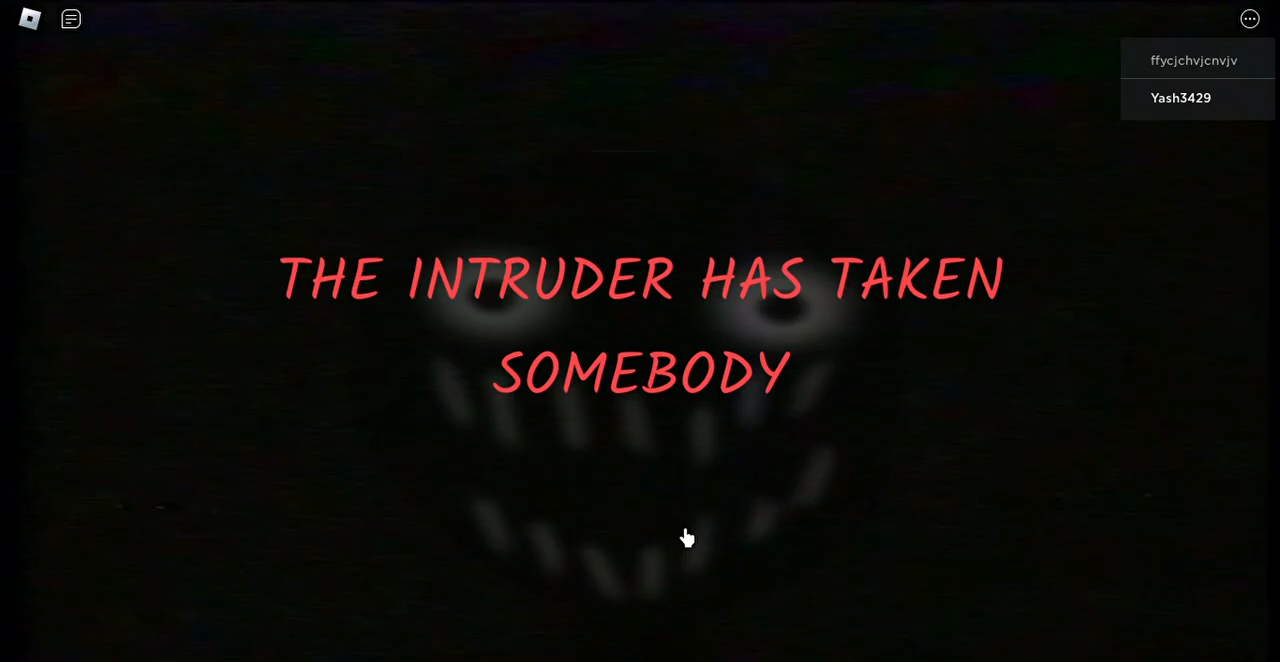 ffycjchvjcnvjv
Yash3429
THE INTRUDER HAS TAKEN
SOMEBODY